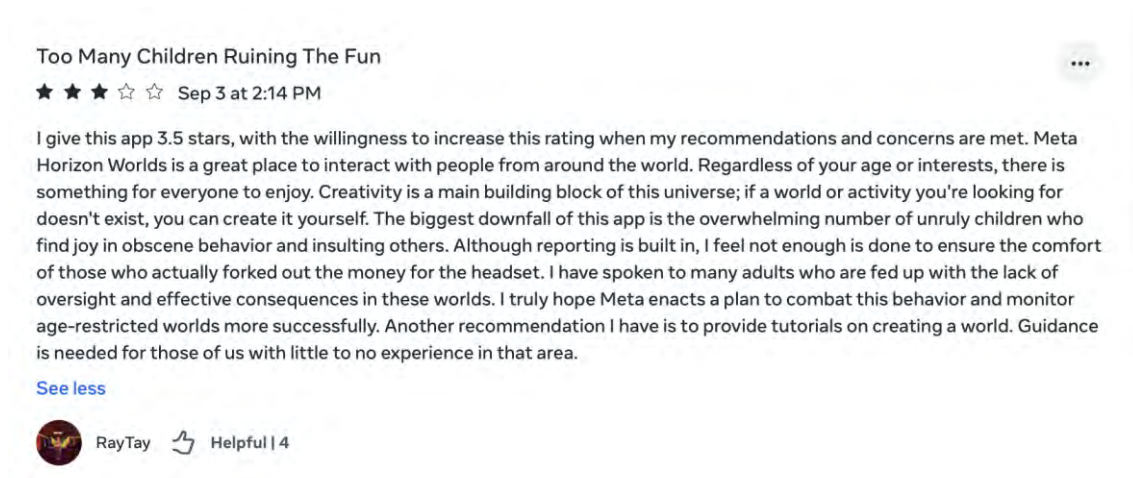 Too Many Children Ruining The Fun
Sep 3 at 2:14 PM
I give this app 3.5 stars, with the willingness to increase this rating when my recommendations and concerns are met. Meta
Horizon Worlds is a great place to interact with people from around the world. Regardless of your age or interests, there is
something for everyone to enjoy. Creativity is a main building block of this universe; if a world or activity you're looking for
doesn't exist, you can create it yourself. The biggest downfall of this app is the overwhelming number of unruly children who
find joy in obscene behavior and insulting others. Although reporting is built in, I feel not enough is done to ensure the comfort
of those who actually forked out the money for the headset. I have spoken to many adults who are fed up with the lack of
oversight and effective consequences in these worlds. I truly hope Meta enacts a plan to combat this behavior and monitor
age-restricted worlds more successfully. Another recommendation I have is to provide tutorials on creating a world. Guidance
is needed for those of us with little to no experience in that area.
See less
RayTay Helpful | 4